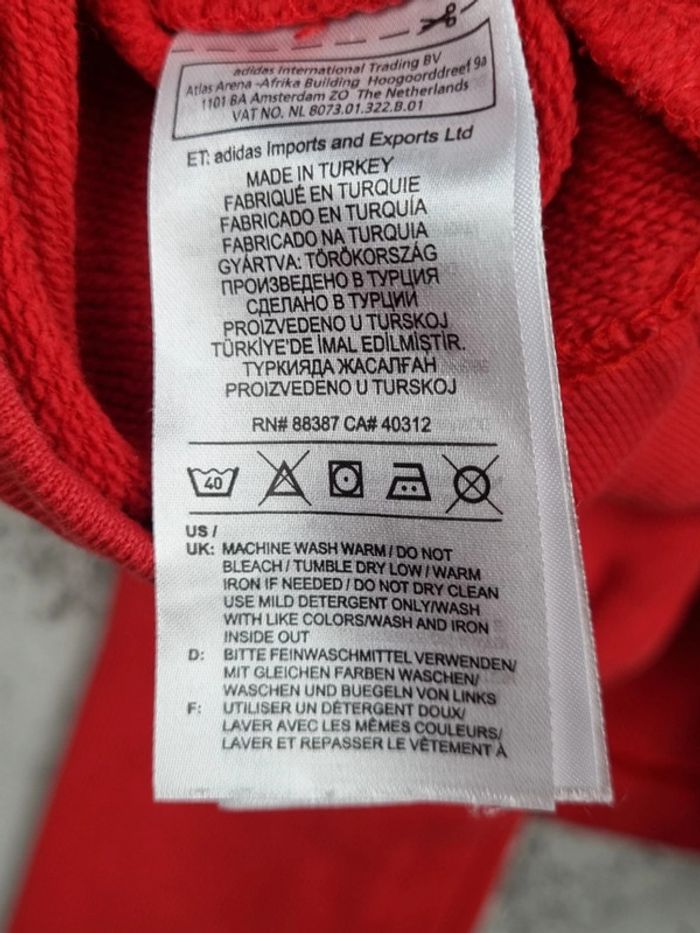 adidas International Trading BV
Atlas Arena -Afrika Building Hoogoorddreef 9a
1101 BA Amsterdam ZO The Netherlands
VAT NO. NL 8073.01.322.B.01
ET: adidas Imports and Exports Ltd
MADE IN TURKEY
FABRIQUÉ EN TURQUIE
FABRICADO EN TURQUÍA
FABRICADO NA TURQUIA
GYÁRTVA: TÖRÖKORSZÁG
ПРОИЗВЕДЕНО В ТУРЦИЯ
СДЕЛАНО В ТУРЦИИ
PROIZVEDENO U TURSKOJ
TÜRKİYE'DE İMAL EDİLMİSTİR.
ТУРКИЯДА ЖАСАЛҒАН
PROIZVEDENO U TURSKOJ
RN# 88387 CA# 40312
40
US /
UK: MACHINE WASH WARM / DO NOT
BLEACH / TUMBLE DRY LOW / WARM
IRON IF NEEDED / DO NOT DRY CLEAN
USE MILD DETERGENT ONLY/WASH
WITH LIKE COLORS/WASH AND IRON
INSIDE OUT
D: BITTE FEINWASCHMITTEL VERWENDEN/
MIT GLEICHEN FARBEN WASCHEN/
WASCHEN UND BUEGELN VON LINKS
F: UTILISER UN DÉTERGENT DOUX/
LAVER AVEC LES MÊMES COULEURS/
LAVER ET REPASSER LE VÊTEMENT À